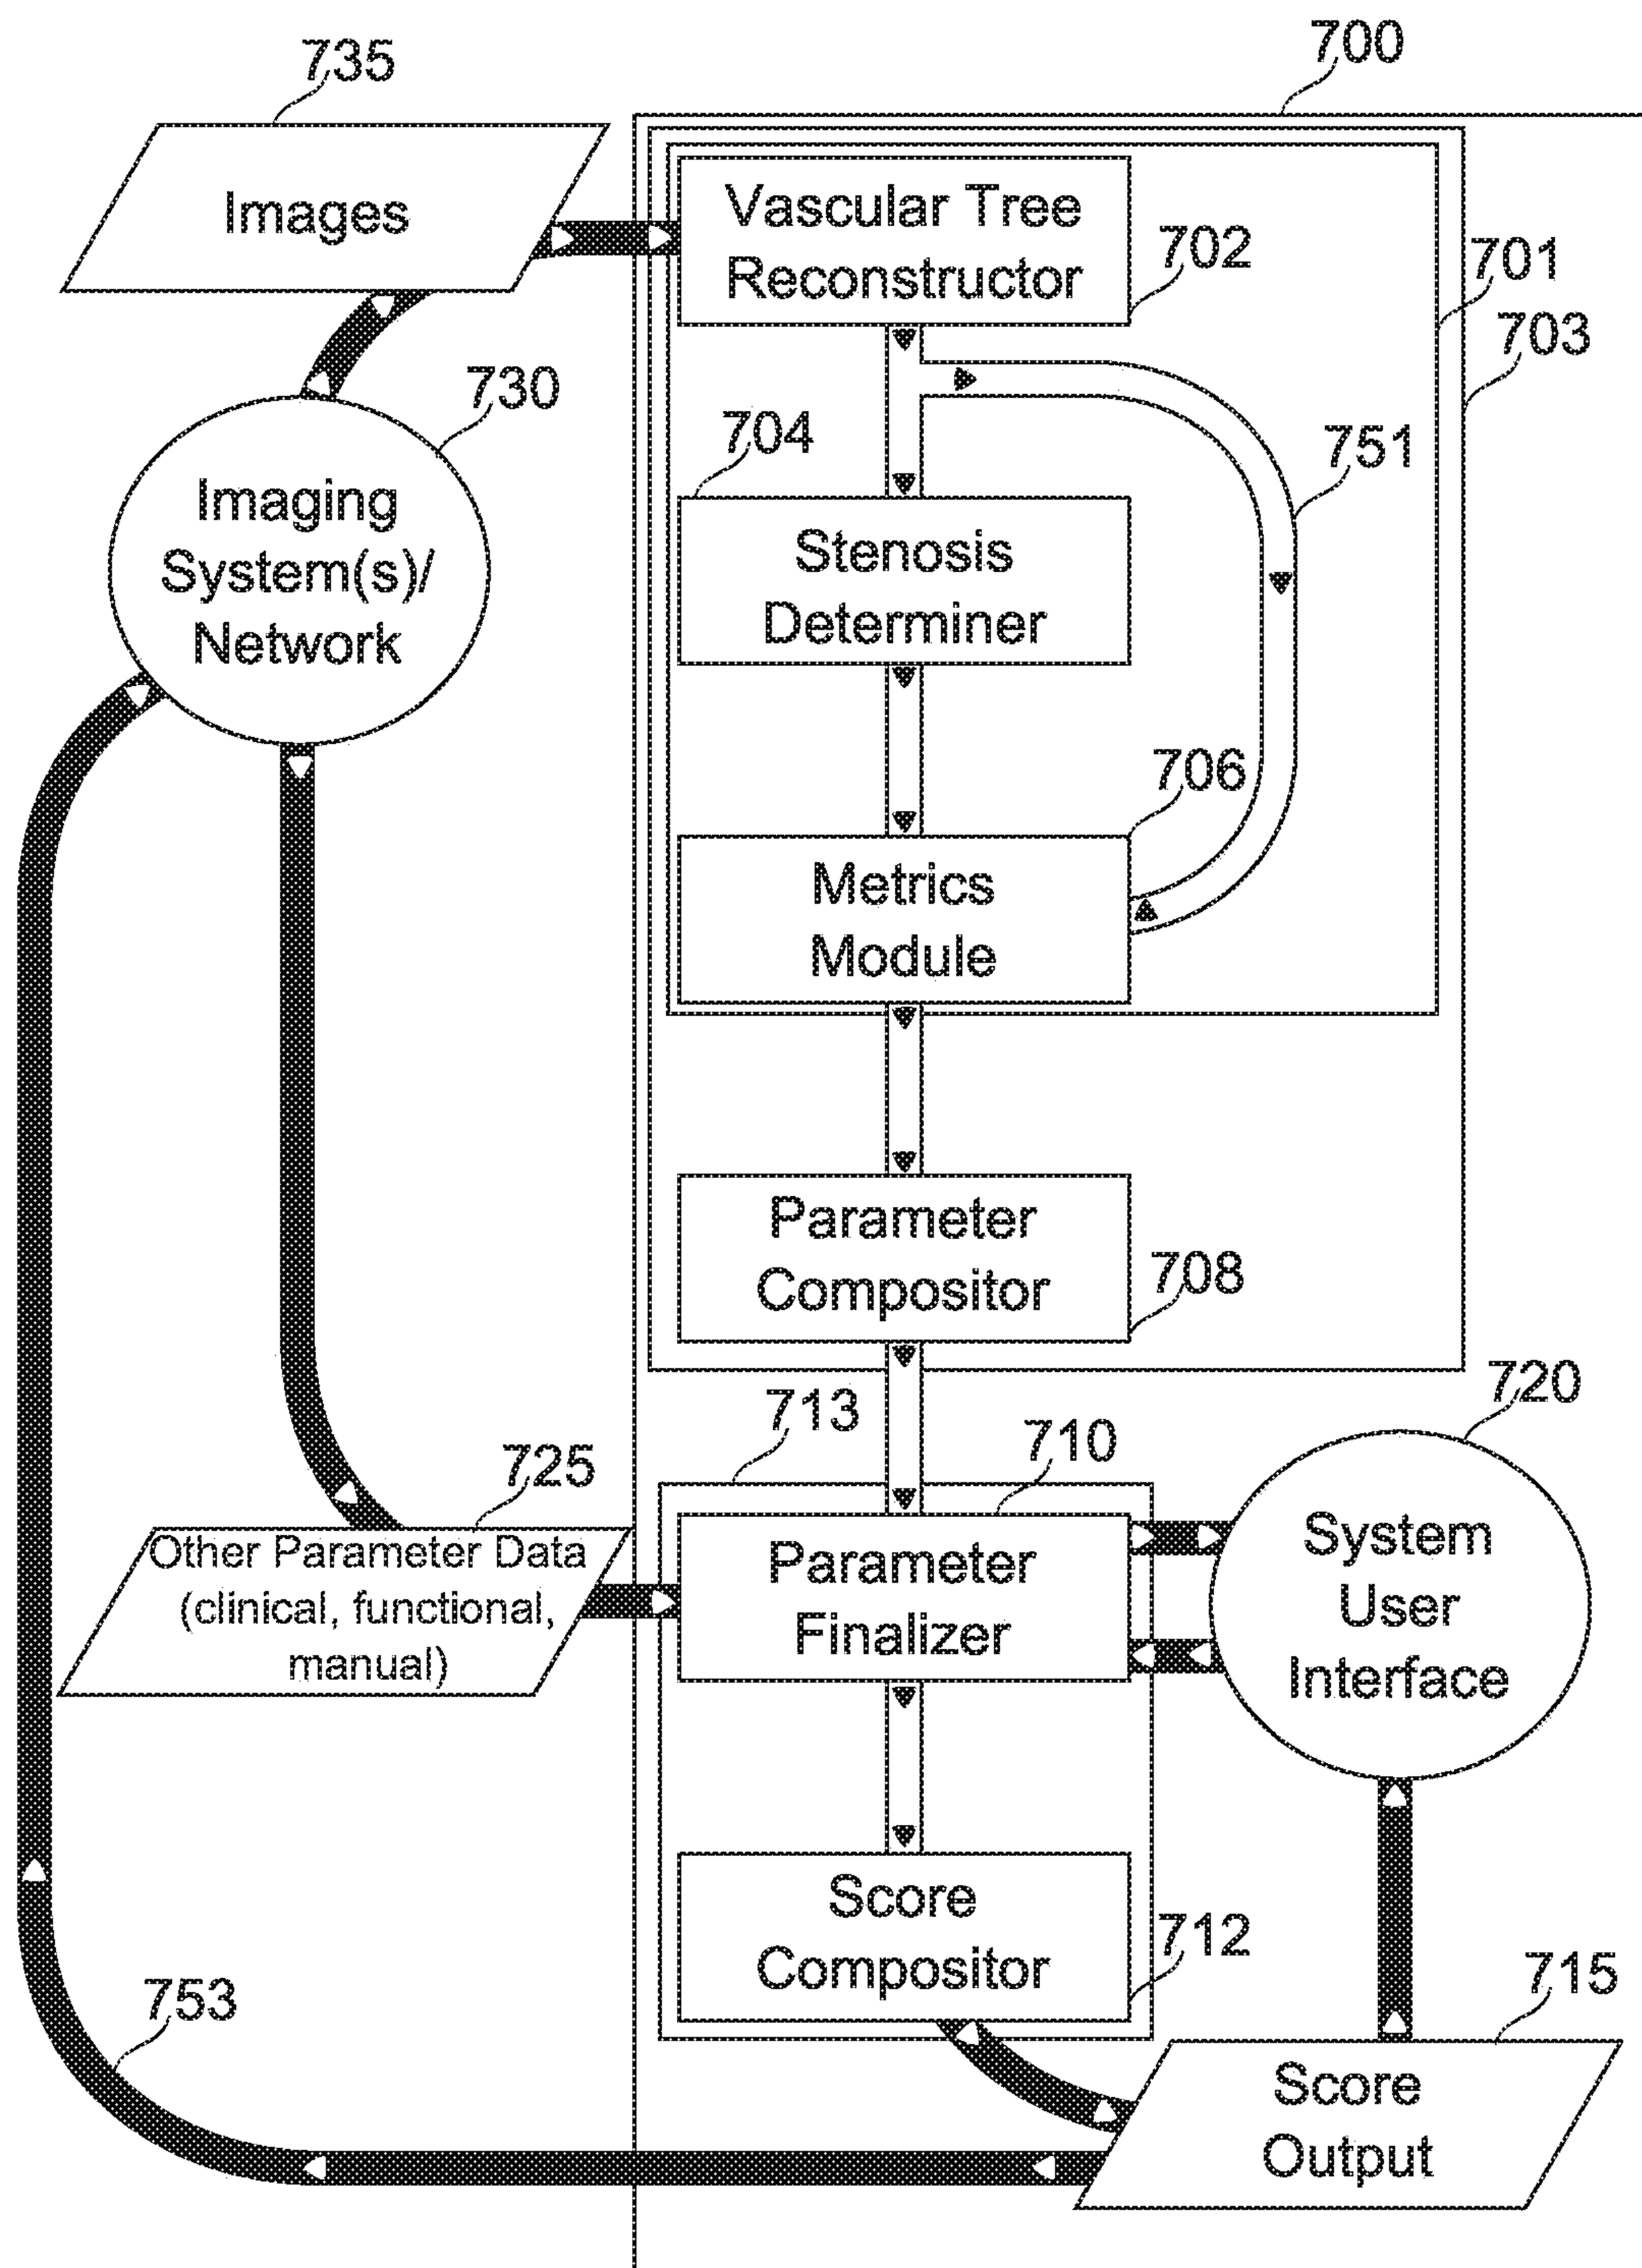 700
735
Images
Vascular Tree
Reconstructor
702
701
703
730
Imaging
System(s)/
Network
704
751
Stenosis
Determiner
706
Metrics
Module
Parameter
Compositor
708
713
710
720
725
Other Parameter Data
(clinical, functional,
manual)
Parameter
Finalizer
System
User
Interface
Score
Compositor
712
753
715
Score
Output